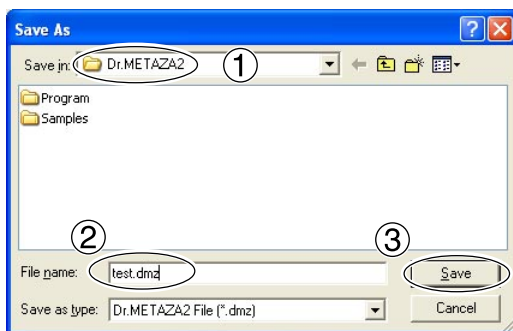 Save As
Save in: Dr.METAZA2 ①
Program
Samples
② ③
File name: test.dmz Save
Save as type: Dr.METAZA2 File (*.dmz) Cancel